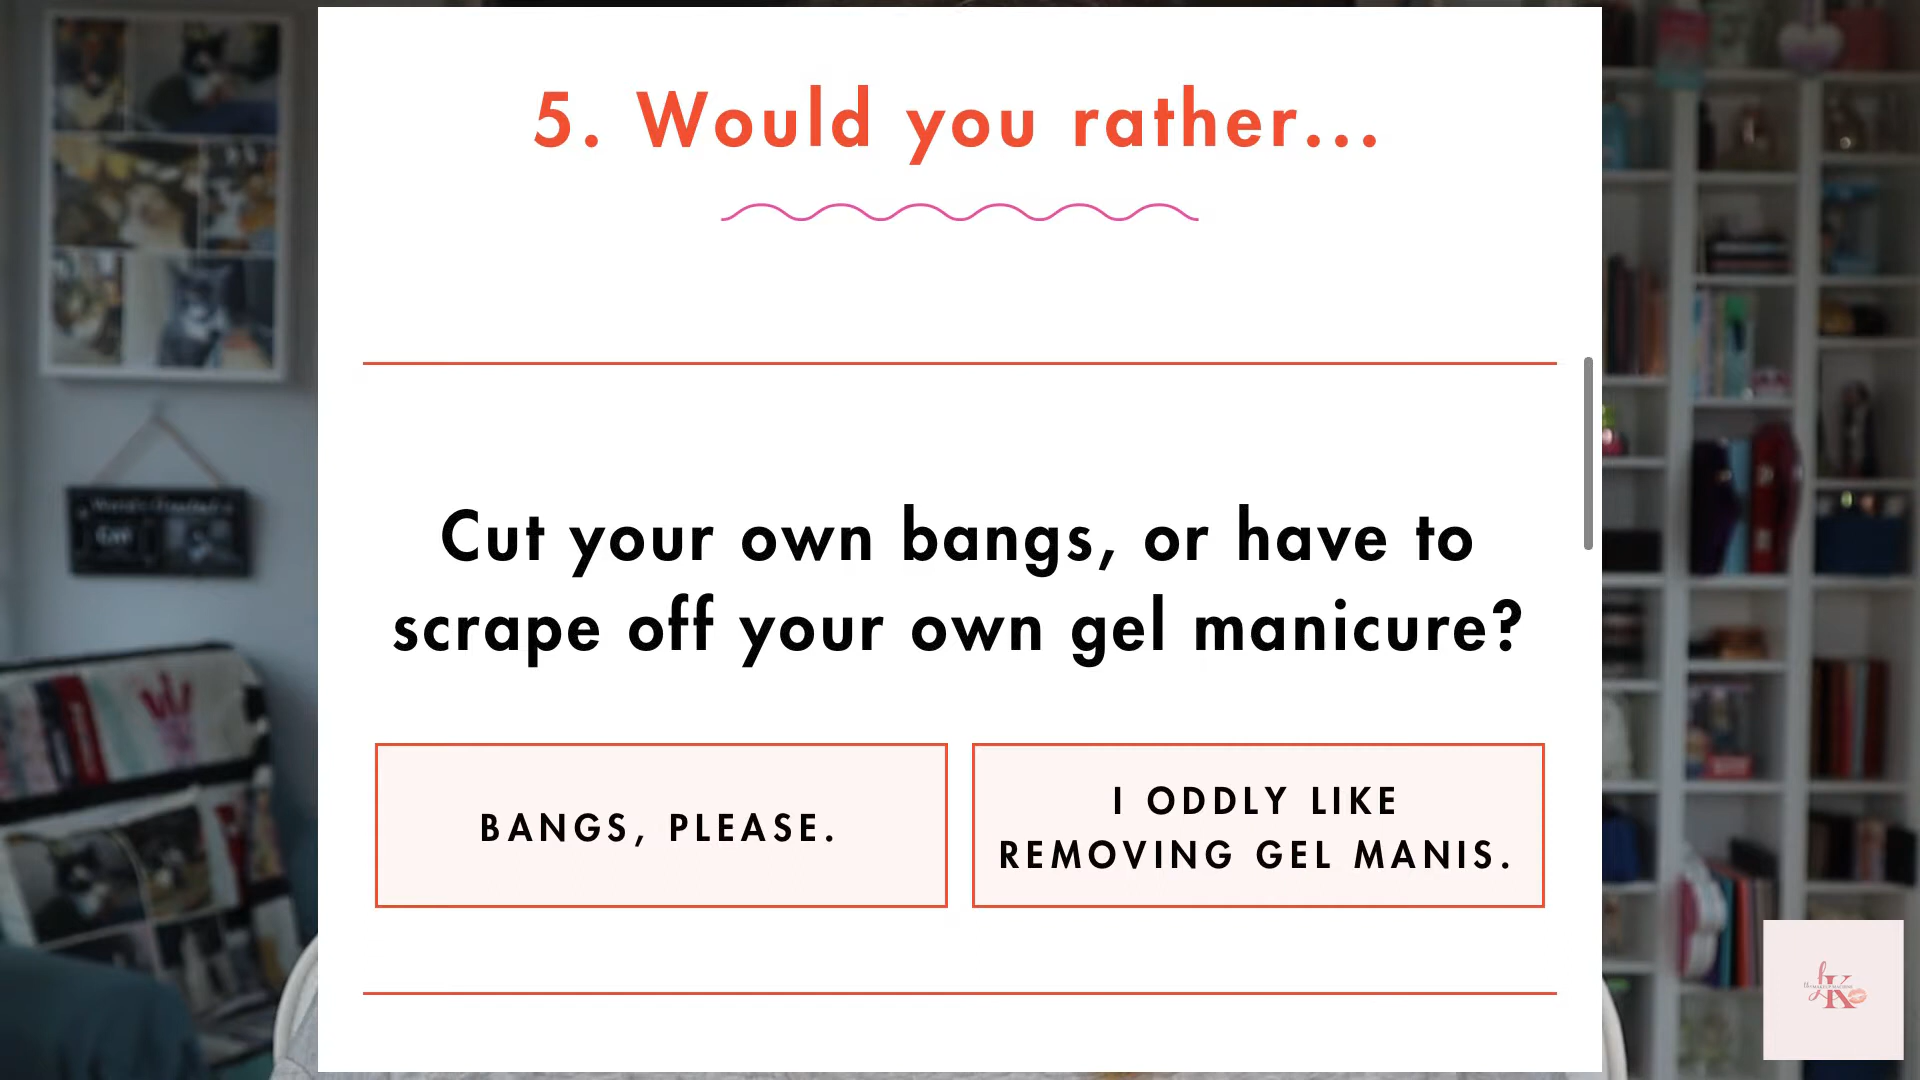 5. Would you rather...
Cut your own bangs, or have to
scrape off your own gel manicure?
BANGS, PLEASE.
I ODDLY LIKE
REMOVING GEL MANIS.
Cat
K